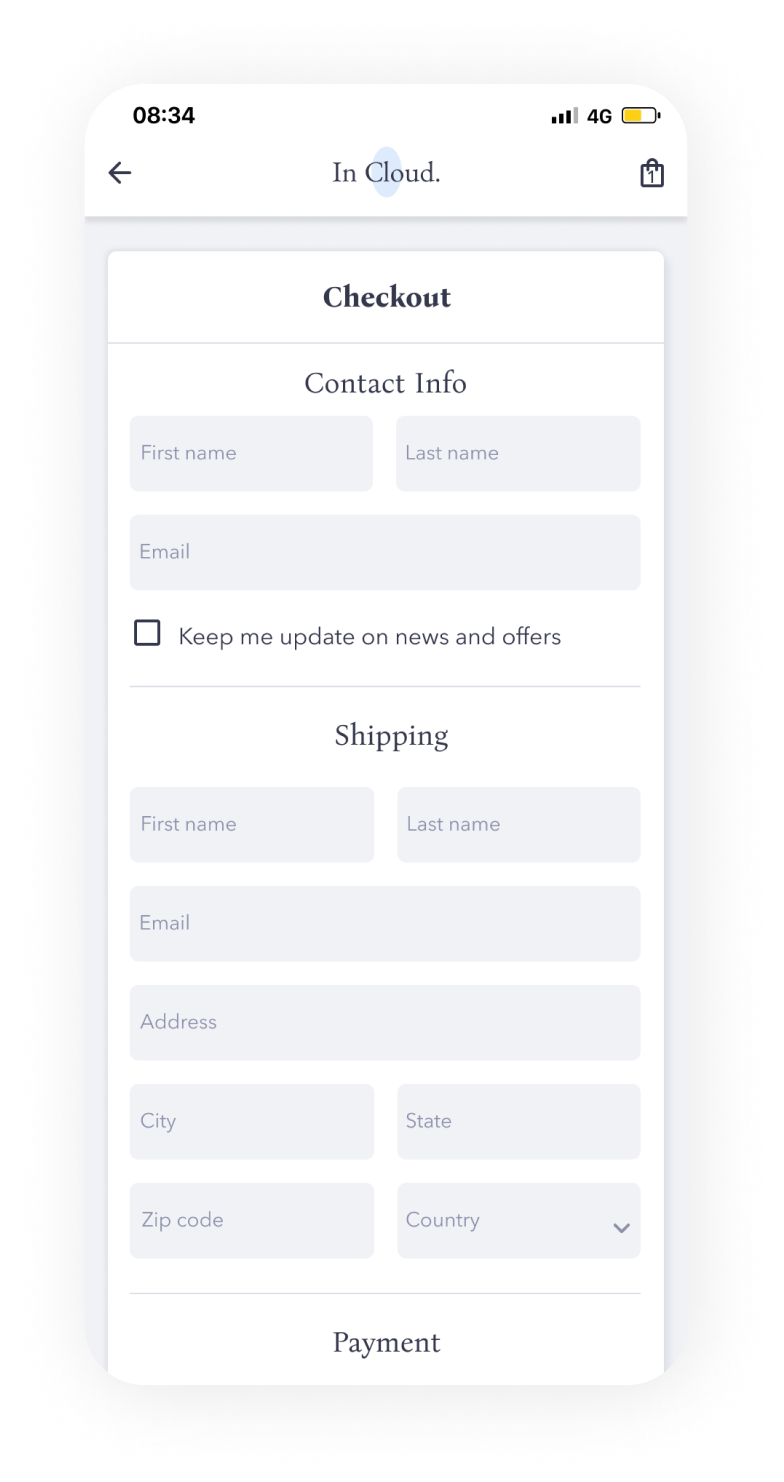 08:34 4G
In Cloud. 1
Checkout
Contact Info
First name Last name
Email
Keep me update on news and offers
Shipping
First name Last name
Email
Address
City State
Zip code Country
Payment